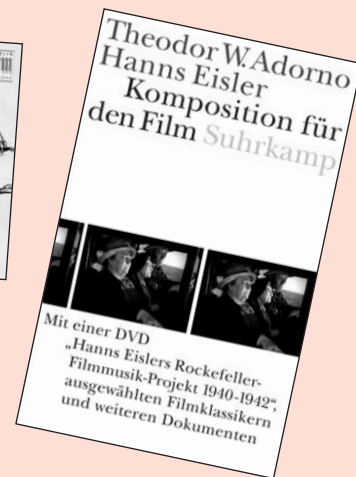 Theodor W. Adorno
Hanns Eisler
Komposition für
den Film Suhrkamp
Mit einer DVD
„Hanns Eislers Rockefeller-
Filmmusik-Projekt 1940-1942“,
ausgewählten Filmklassikern
und weiteren Dokumenten